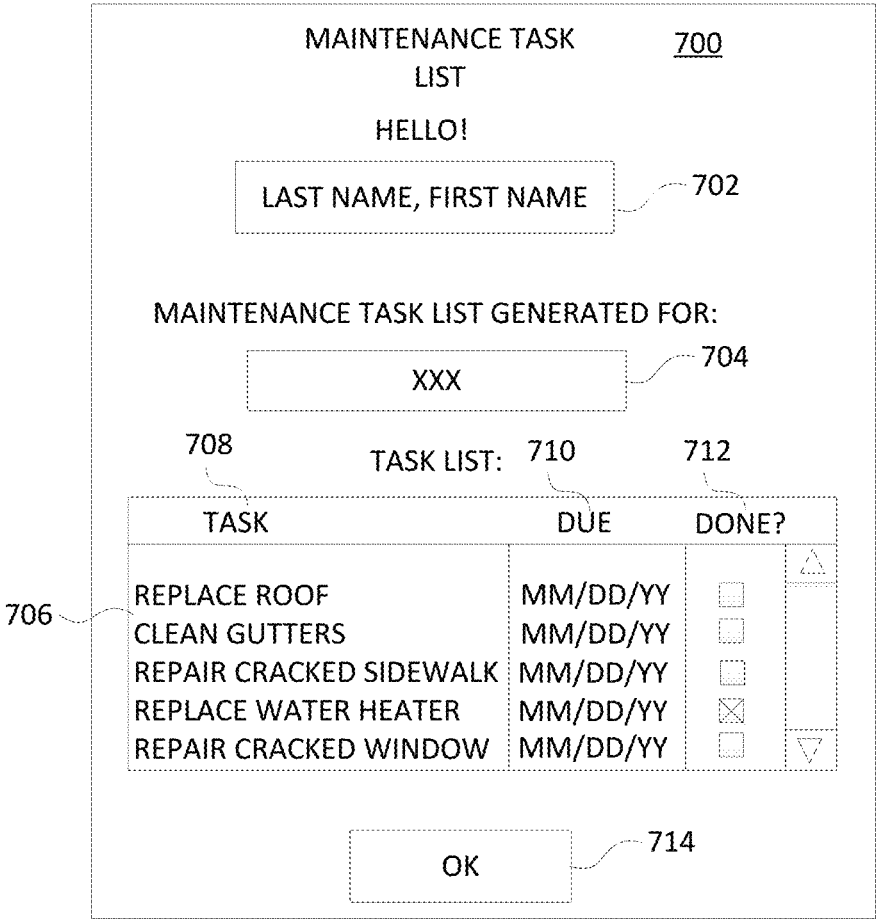 MAINTENANCE TASK 700
LIST
HELLO!
LAST NAME, FIRST NAME 702
MAINTENANCE TASK LIST GENERATED FOR:
XXX 704
708 TASK LIST: 710 712
TASK DUE DONE?
REPLACE ROOF MM/DD/YY
706
CLEAN GUTTERS MM/DD/YY
REPAIR CRACKED SIDEWALK MM/DD/YY
REPLACE WATER HEATER MM/DD/YY
REPAIR CRACKED WINDOW MM/DD/YY
OK 714